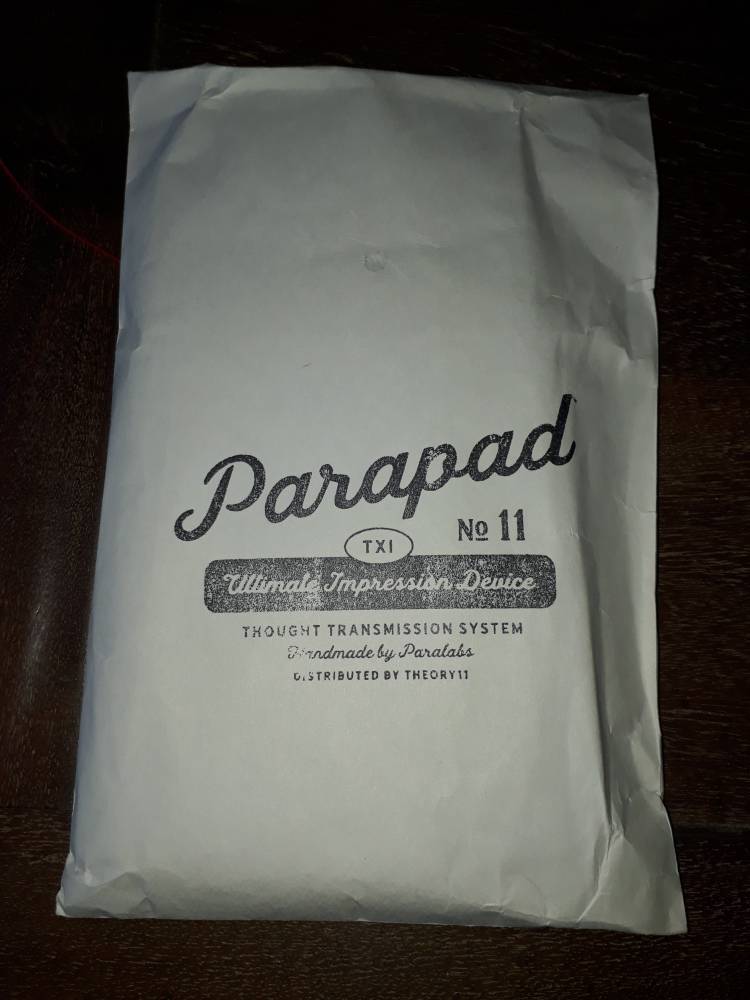 Parapad
No 11
TXI
Ultimate Impression Device
THOUGHT TRANSMISSION SYSTEM
Handmade by Paralabs
DISTRIBUTED BY THEORY11